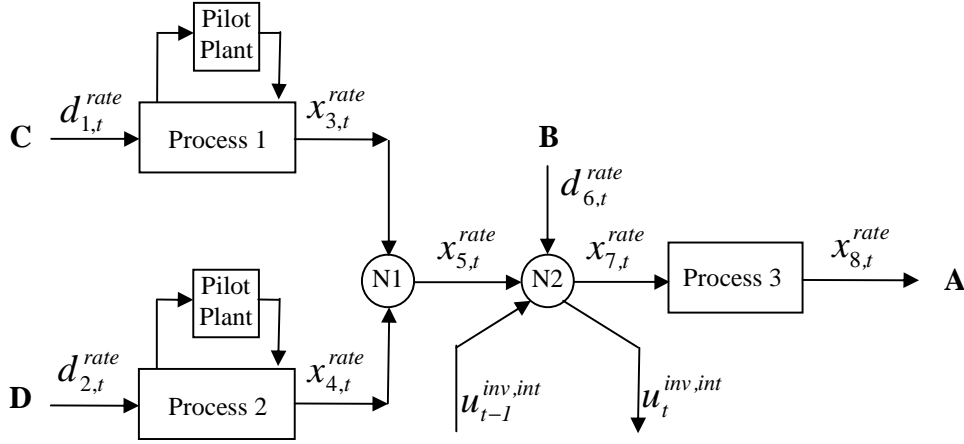 Pilot
Plant
d_{1,t}^{rate}
x_{3,t}^{rate}
C
Process 1
B
d_{6,t}^{rate}
x_{5,t}^{rate}
x_{7,t}^{rate}
x_{8,t}^{rate}
N1
N2
Process 3
A
Pilot
Plant
d_{2,t}^{rate}
x_{4,t}^{rate}
D
Process 2
u_{t-1}^{inv,int}
u_{t}^{inv,int}